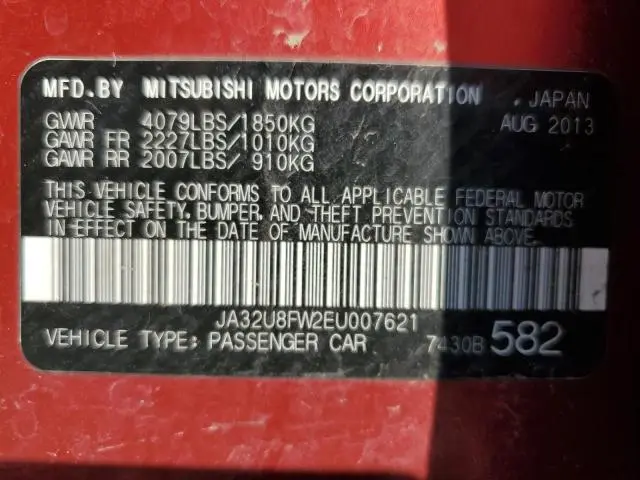 MFD.BY MITSUBISHI MOTORS CORPORATION . JAPAN
GVWR 4079LBS/1850KG AUG 2013
GAWR FR 2227LBS/1010KG
GAWR RR 2007LBS/ 910KG
THIS VEHICLE CONFORMS TO ALL APPLICABLE FEDERAL MOTOR
VEHICLE SAFETY, BUMPER, AND THEFT PREVENTION STANDARDS
IN EFFECT ON THE DATE OF MANUFACTURE SHOWN ABOVE.
JA32U8FW2EU007621
VEHICLE TYPE: PASSENGER CAR 7430B 582